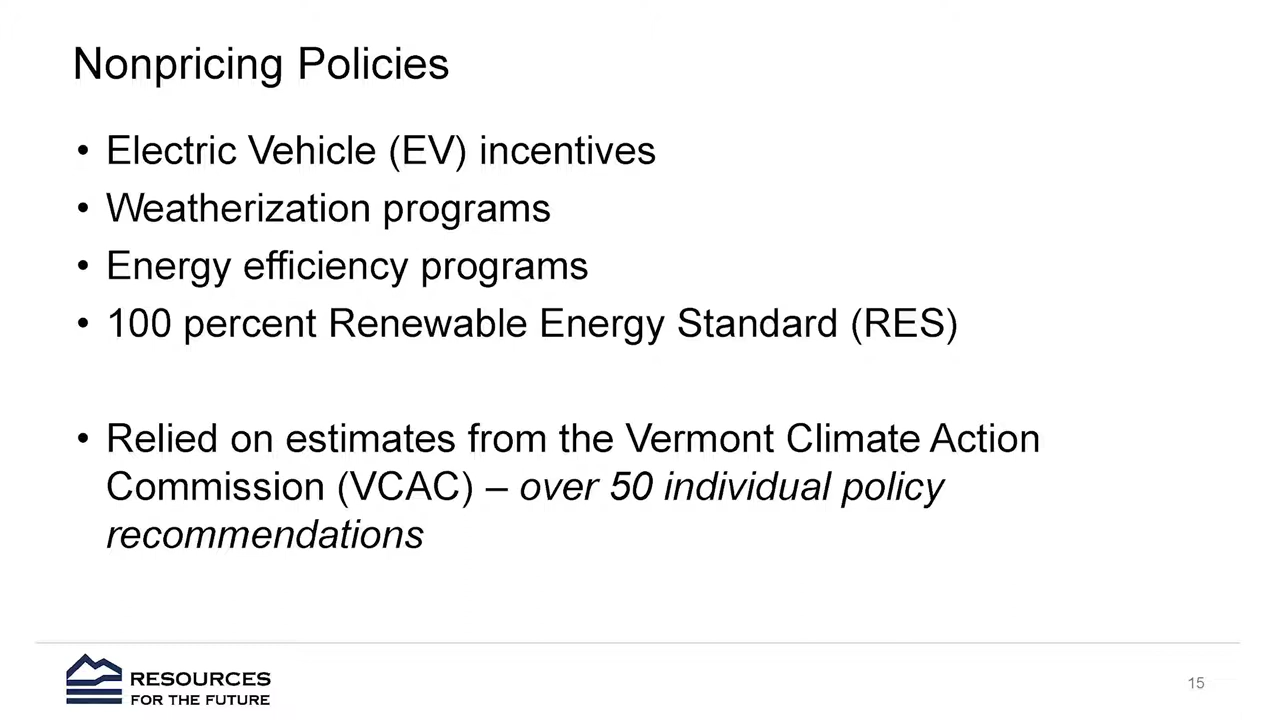 Nonpricing Policies
• Electric Vehicle (EV) incentives
• Weatherization programs
• Energy efficiency programs
• 100 percent Renewable Energy Standard (RES)
• Relied on estimates from the Vermont Climate Action
Commission (VCAC) – over 50 individual policy
recommendations
RESOURCES
FOR THE FUTURE
15